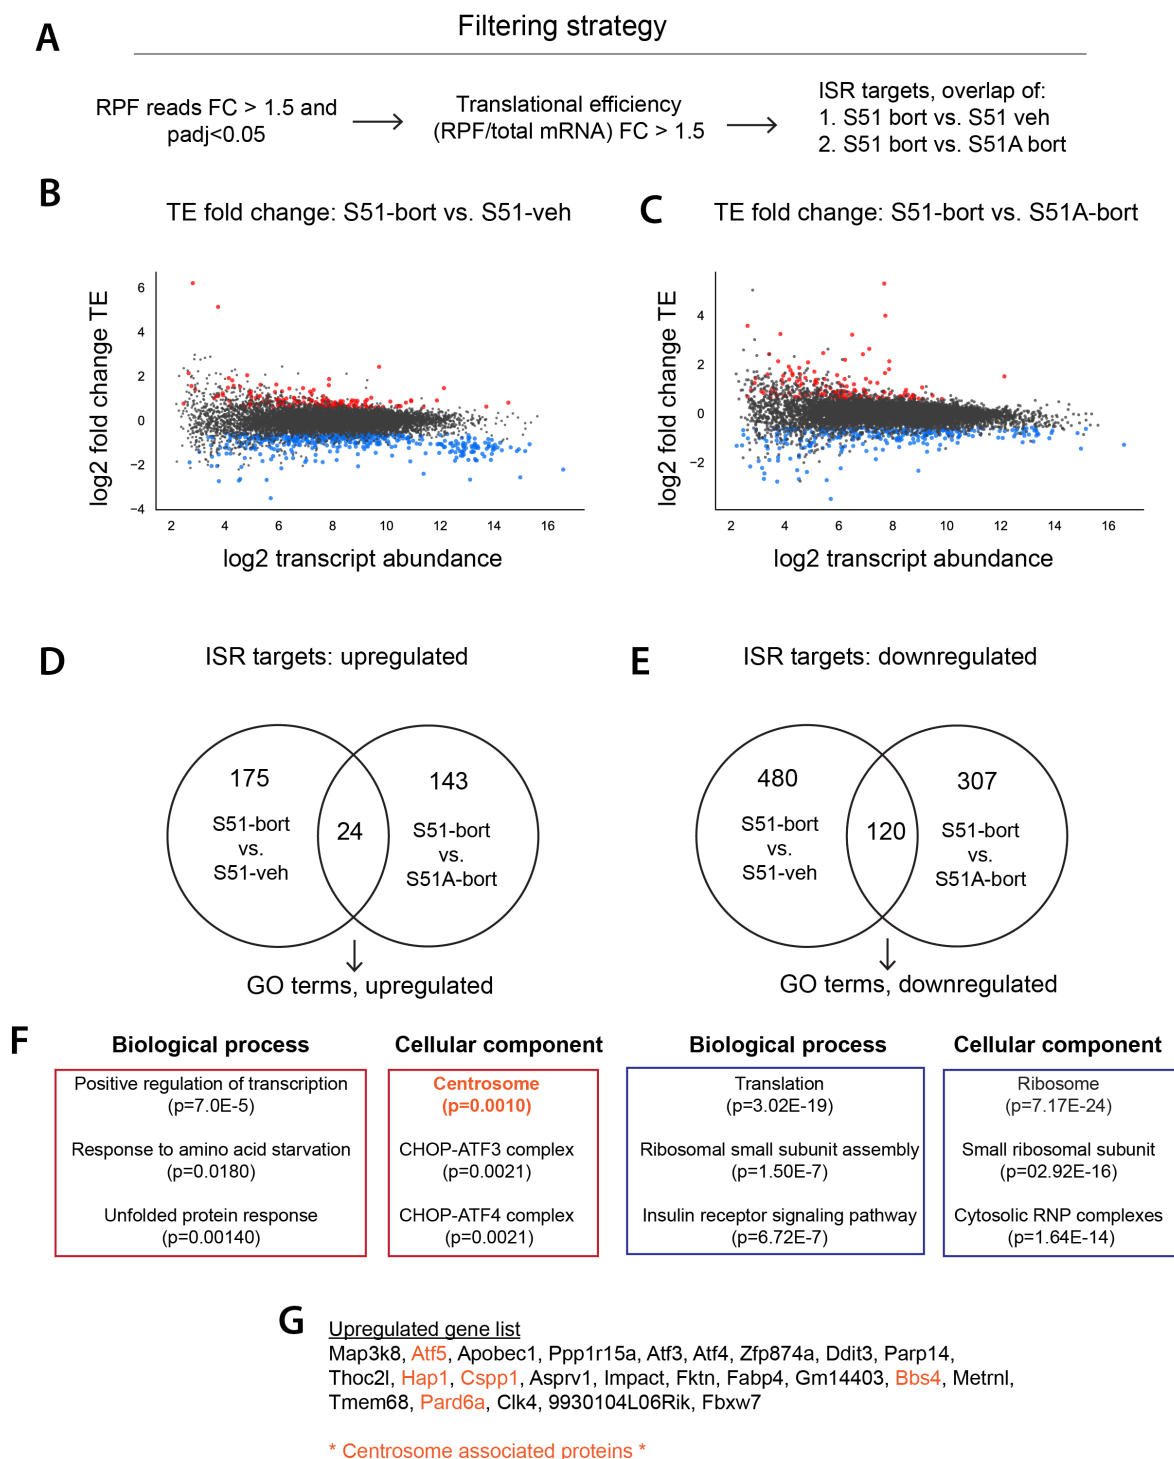 A
Filtering strategy
RPF reads FC > 1.5 and
padj<0.05
Translational efficiency
(RPF/total mRNA) FC > 1.5
ISR targets, overlap of:
1. S51 bort vs. S51 veh
2. S51 bort vs. S51A bort
B
TE fold change: S51-bort vs. S51-veh
log2 fold change TE
6
4
2
0
−2
−4
2 4 6 8 10 12 14 16
log2 transcript abundance
C
TE fold change: S51-bort vs. S51A-bort
log2 fold change TE
4
2
0
−2
2 4 6 8 10 12 14 16
log2 transcript abundance
D
ISR targets: upregulated
175
S51-bort
vs.
S51-veh
24
143
S51-bort
vs.
S51A-bort
GO terms, upregulated
E
ISR targets: downregulated
480
S51-bort
vs.
S51-veh
120
307
S51-bort
vs.
S51A-bort
GO terms, downregulated
F
Biological process
Positive regulation of transcription
(p=7.0E-5)
Response to amino acid starvation
(p=0.0180)
Unfolded protein response
(p=0.00140)
Cellular component
Centrosome
(p=0.0010)
CHOP-ATF3 complex
(p=0.0021)
CHOP-ATF4 complex
(p=0.0021)
Biological process
Translation
(p=3.02E-19)
Ribosomal small subunit assembly
(p=1.50E-7)
Insulin receptor signaling pathway
(p=6.72E-7)
Cellular component
Ribosome
(p=7.17E-24)
Small ribosomal subunit
(p=02.92E-16)
Cytosolic RNP complexes
(p=1.64E-14)
G
Upregulated gene list
Map3k8, Atf5, Apobec1, Ppp1r15a, Atf3, Atf4, Zfp874a, Ddit3, Parp14,
Thoc2l, Hap1, Cspp1, Asprv1, Impact, Fktn, Fabp4, Gm14403, Bbs4, Metrnl,
Tmem68, Pard6a, Clk4, 9930104L06Rik, Fbxw7
* Centrosome associated proteins *